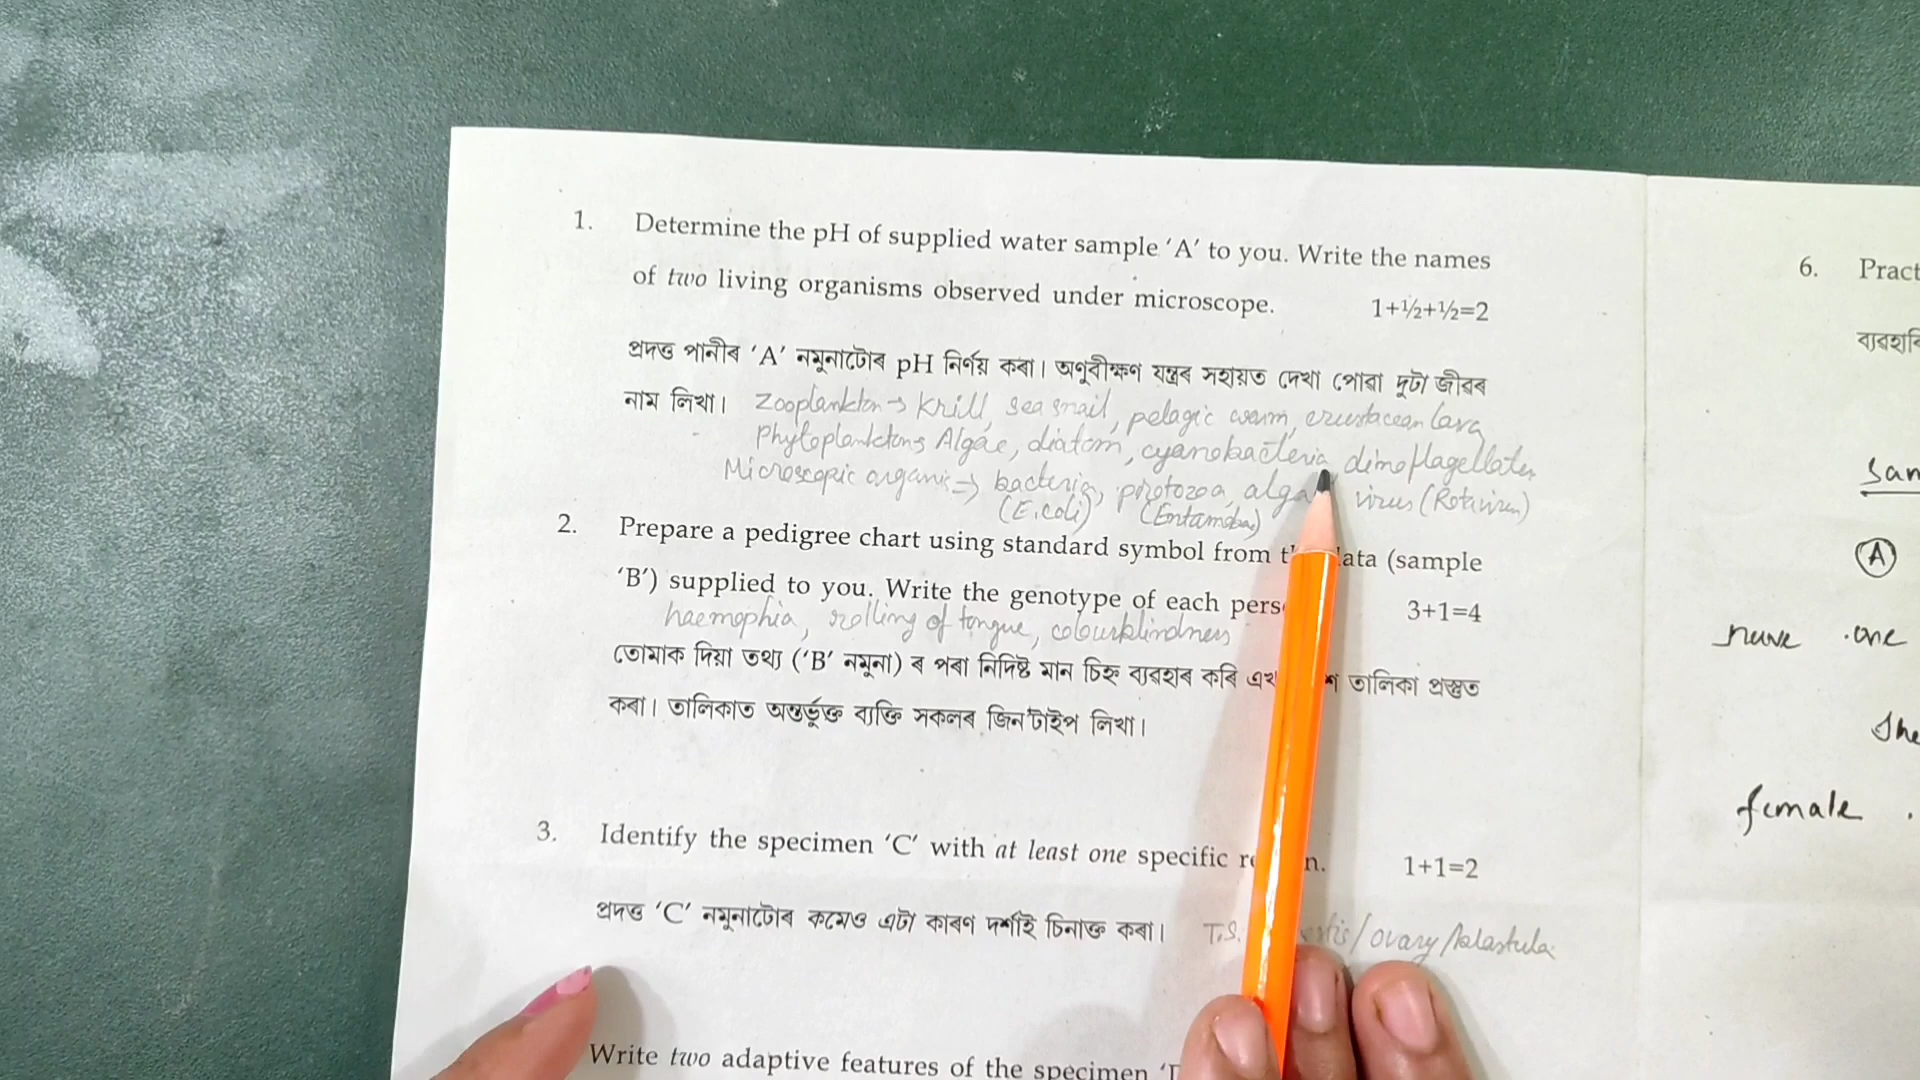 1. Determine the pH of supplied water sample ‘A’ to you. Write the names
of two living organisms observed under microscope. 1+½+½=2
প্ৰদত্ত পানীৰ ‘A’ নমুনাটোৰ pH নিৰ্ণয় কৰা। অণুবীক্ষণ যন্ত্ৰৰ সহায়ত দেখা পোৱা দুটা জীৱৰ
নাম লিখা। Zooplankton → Krill, sea snail, pelagic worm, crustacean larva
Phytoplanktons Algae, diatom, cyanobacteria dinoflagellates
Microscopic organis ⇒ bacteria, protozoa, alga virus (Rotavirus)
(E.coli) (Entamoba)
2. Prepare a pedigree chart using standard symbol from data (sample
‘B’) supplied to you. Write the genotype of each 3+1=4
haemophia, rolling of tongue, colourblindness
তোমাক দিয়া তথ্য (‘B’ নমুনা) ৰ পৰা নিদিষ্ট মান চিহ্ন ব্যৱহাৰ কৰি তালিকা প্ৰস্তুত
কৰা। তালিকাত অন্তৰ্ভূক্ত ব্যক্তি সকলৰ জিনটাইপ লিখা।
3. Identify the specimen ‘C’ with at least one specific 1+1=2
প্ৰদত্ত ‘C’ নমুনাটোৰ কমেও এটা কাৰণ দৰ্শাই চিনাক্ত কৰা। T.S. /ovary/blastula
Write two adaptive features of the specimen
6. Pract
ব্যৱহাৰি
San
(A)
have one
she
female .